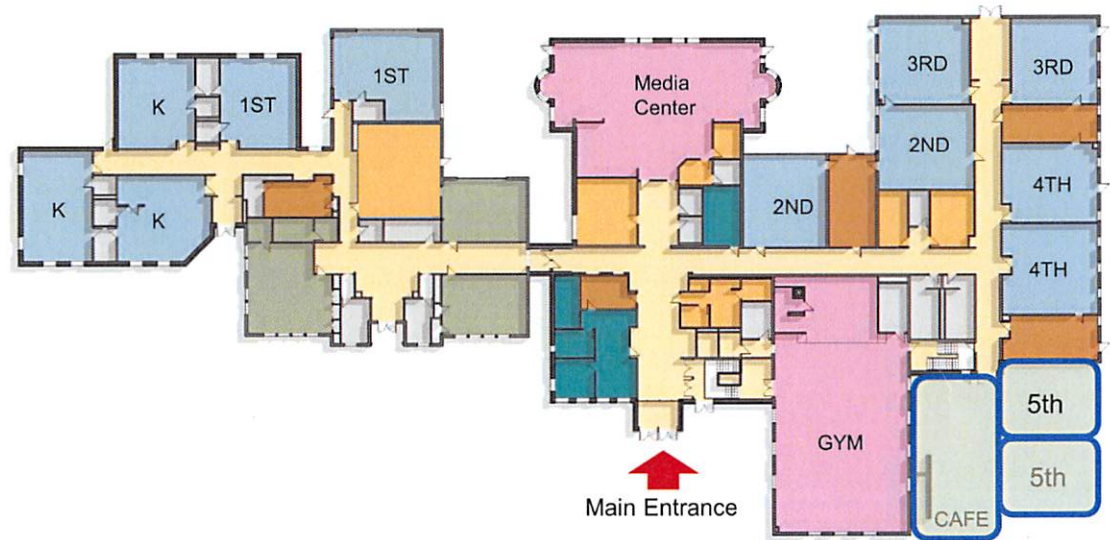 3RD
3RD
1ST
K
1ST
Media
Center
2ND
4TH
K
K
2ND
4TH
5th
GYM
5th
Main Entrance
CAFE